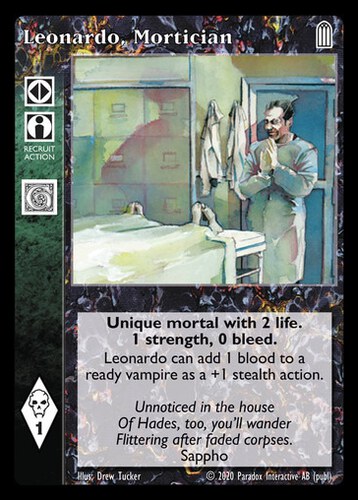 Leonardo, Mortician
RECRUIT
ACTION
Unique mortal with 2 life.
1 strength, 0 bleed.
Leonardo can add 1 blood to a
ready vampire as a +1 stealth action.
Unnoticed in the house
Of Hades, too, you'll wander
Flittering after faded corpses.
Sappho
1
Illus: Drew Tucker © 2020 Paradox Interactive AB (publ)